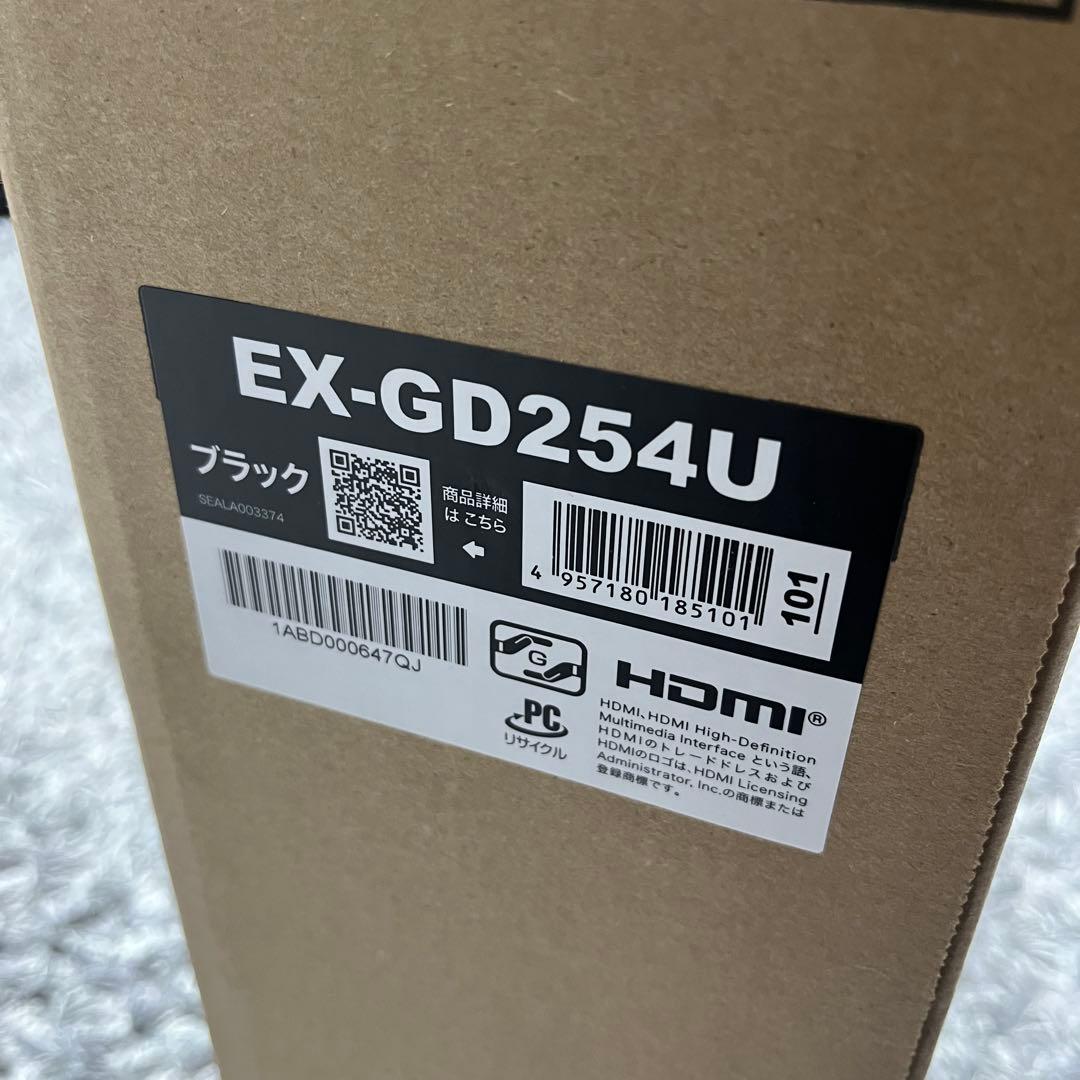 EX-GD254U
ブラック
SEALA003374
商品詳細
は こちら
4 957180 185101
101
1ABD000647QJ
G
PC
リサイクル
HDMI®
HDMI、HDMI High-Definition
Multimedia Interface という語、
HDMIのトレードドレスおよび
HDMIのロゴは、HDMI Licensing
Administrator, Inc.の商標または
登録商標です。